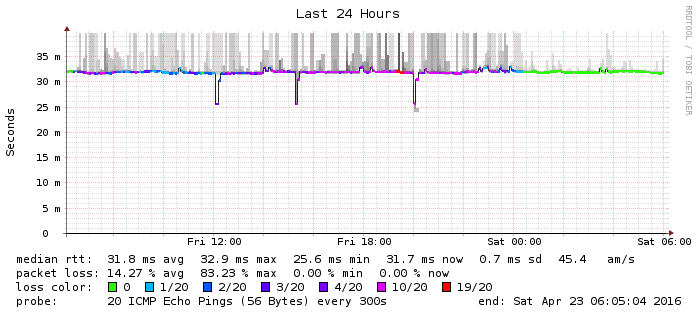 Last 24 Hours
RRDTOOL / TOBI OETIKER
Seconds
35 m
30 m
25 m
20 m
15 m
10 m
5 m
0
Fri 12:00 Fri 18:00 Sat 00:00 Sat 06:00
median rtt: 31.8 ms avg 32.9 ms max 25.6 ms min 31.7 ms now 0.7 ms sd 45.4 am/s
packet loss: 14.27 % avg 83.23 % max 0.00 % min 0.00 % now
loss color: 0 1/20 2/20 3/20 4/20 10/20 19/20
probe: 20 ICMP Echo Pings (56 Bytes) every 300s end: Sat Apr 23 06:05:04 2016